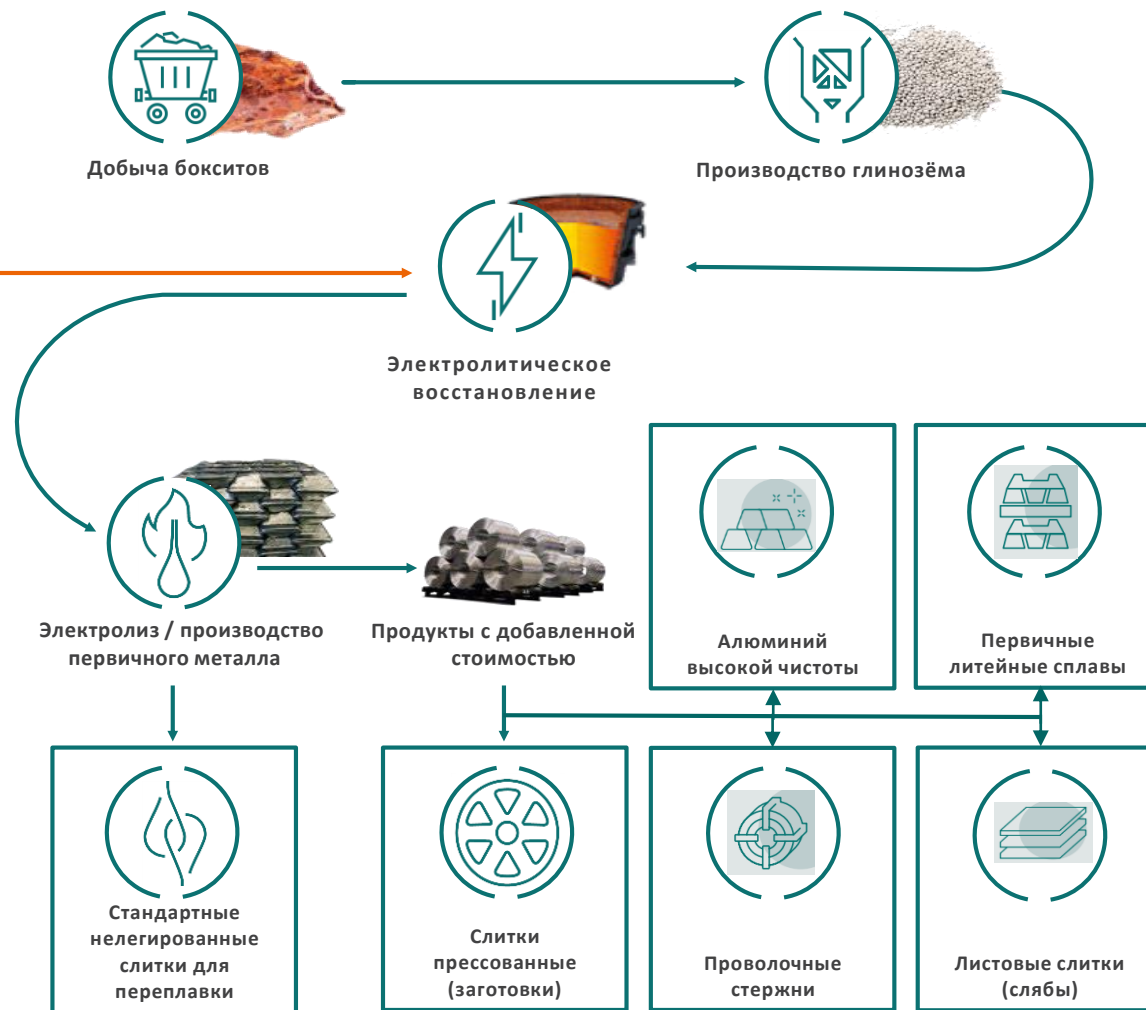 Добыча бокситов
Производство глинозёма
Электролитическое
восстановление
Электролиз / производство
первичного металла
Продукты с добавленной
стоимостью
Алюминий
высокой чистоты
Первичные
литейные сплавы
Стандартные
нелегированные
слитки для
переплавки
Слитки
прессованные
(заготовки)
Проволочные
стержни
Листовые слитки
(слябы)